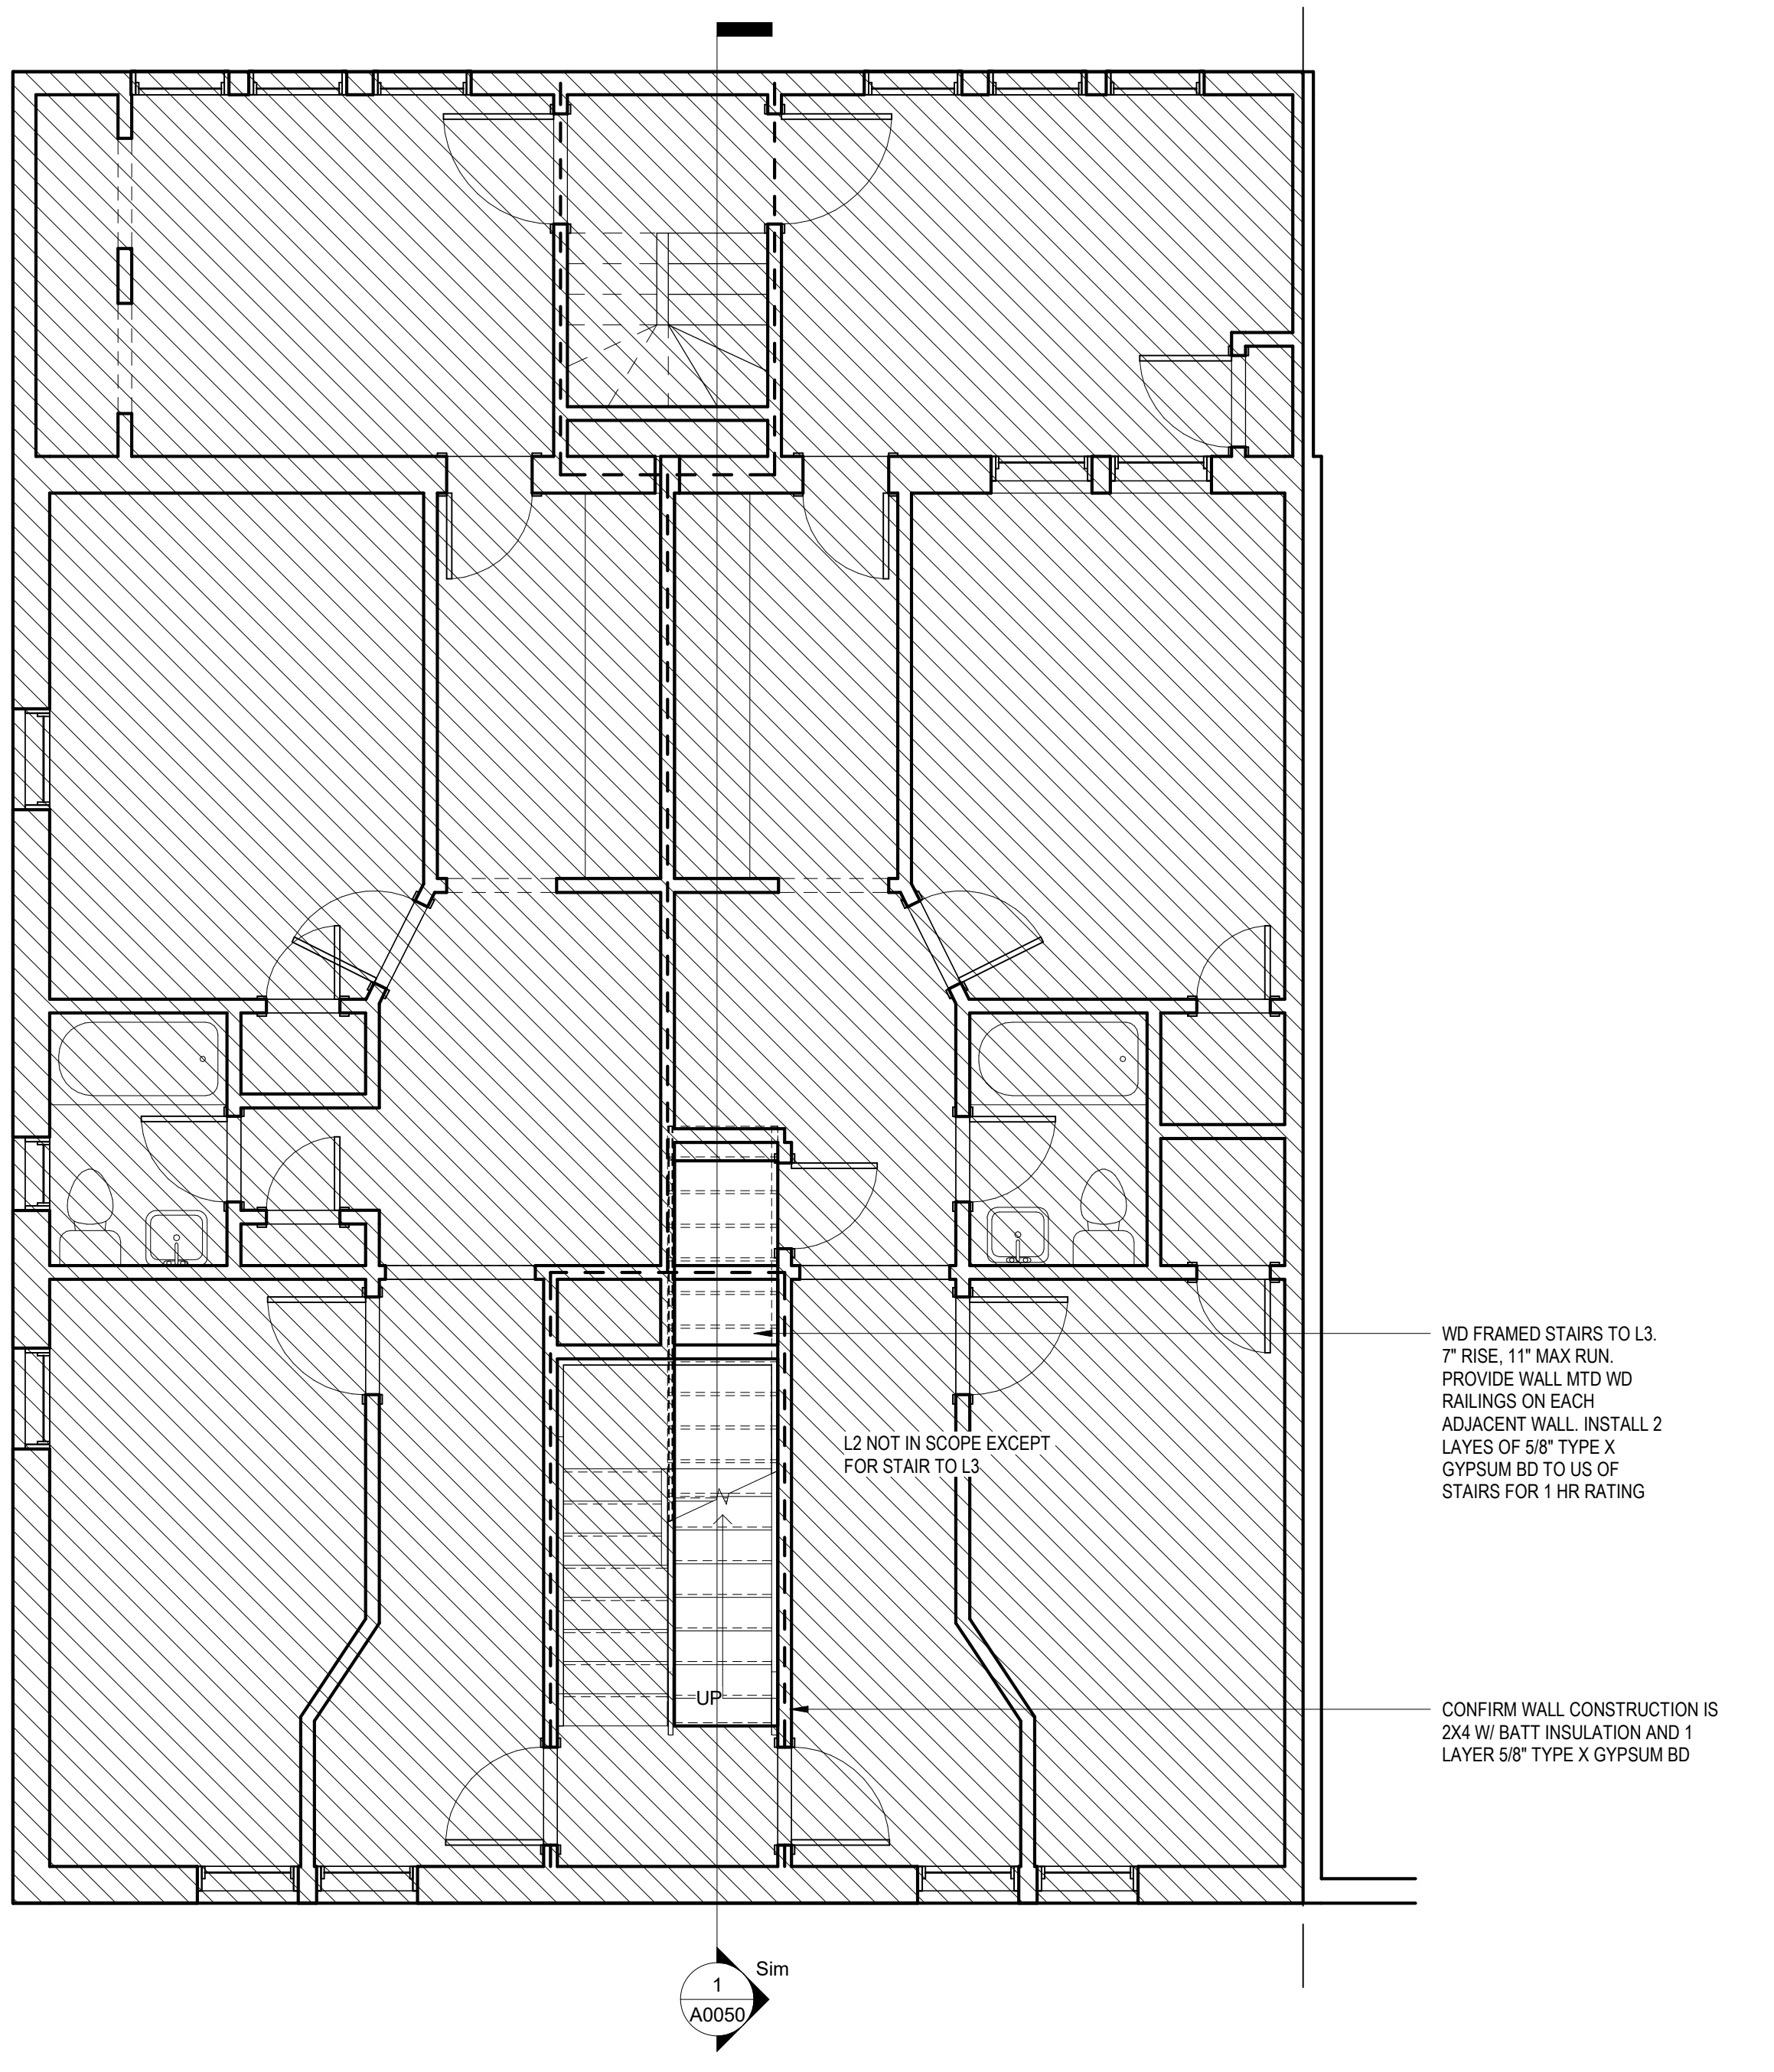 WD FRAMED STAIRS TO L3.
7" RISE, 11" MAX RUN.
PROVIDE WALL MTD WD
RAILINGS ON EACH
ADJACENT WALL. INSTALL 2
LAYES OF 5/8" TYPE X
GYPSUM BD TO US OF
STAIRS FOR 1 HR RATING
L2 NOT IN SCOPE EXCEPT
FOR STAIR TO L3
UP
CONFIRM WALL CONSTRUCTION IS
2X4 W/ BATT INSULATION AND 1
LAYER 5/8" TYPE X GYPSUM BD
Sim
1
A0050